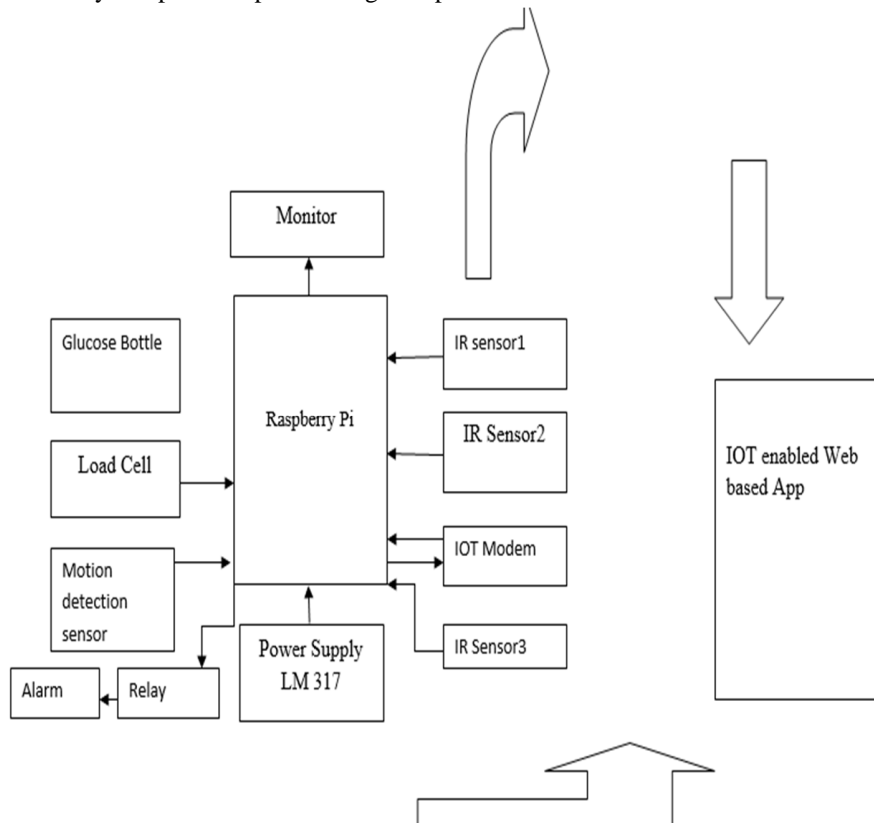 Monitor
Glucose Bottle
IR sensor1
Raspberry Pi
IR Sensor2
Load Cell
IOT enabled Web
based App
IOT Modem
Motion
detection
sensor
Power Supply
LM 317
IR Sensor3
Alarm
Relay